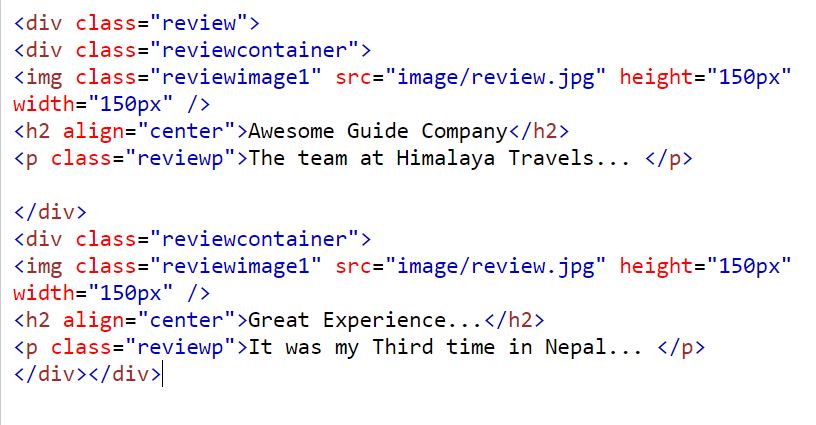 <div class="review">
<div class="reviewcontainer">
<img class="reviewimage1" src="image/review.jpg" height="150px"
width="150px" />
<h2 align="center">Awesome Guide Company</h2>
<p class="reviewp">The team at Himalaya Travels... </p>
</div>
<div class="reviewcontainer">
<img class="reviewimage1" src="image/review.jpg" height="150px"
width="150px" />
<h2 align="center">Great Experience...</h2>
<p class="reviewp">It was my Third time in Nepal... </p>
</div></div>